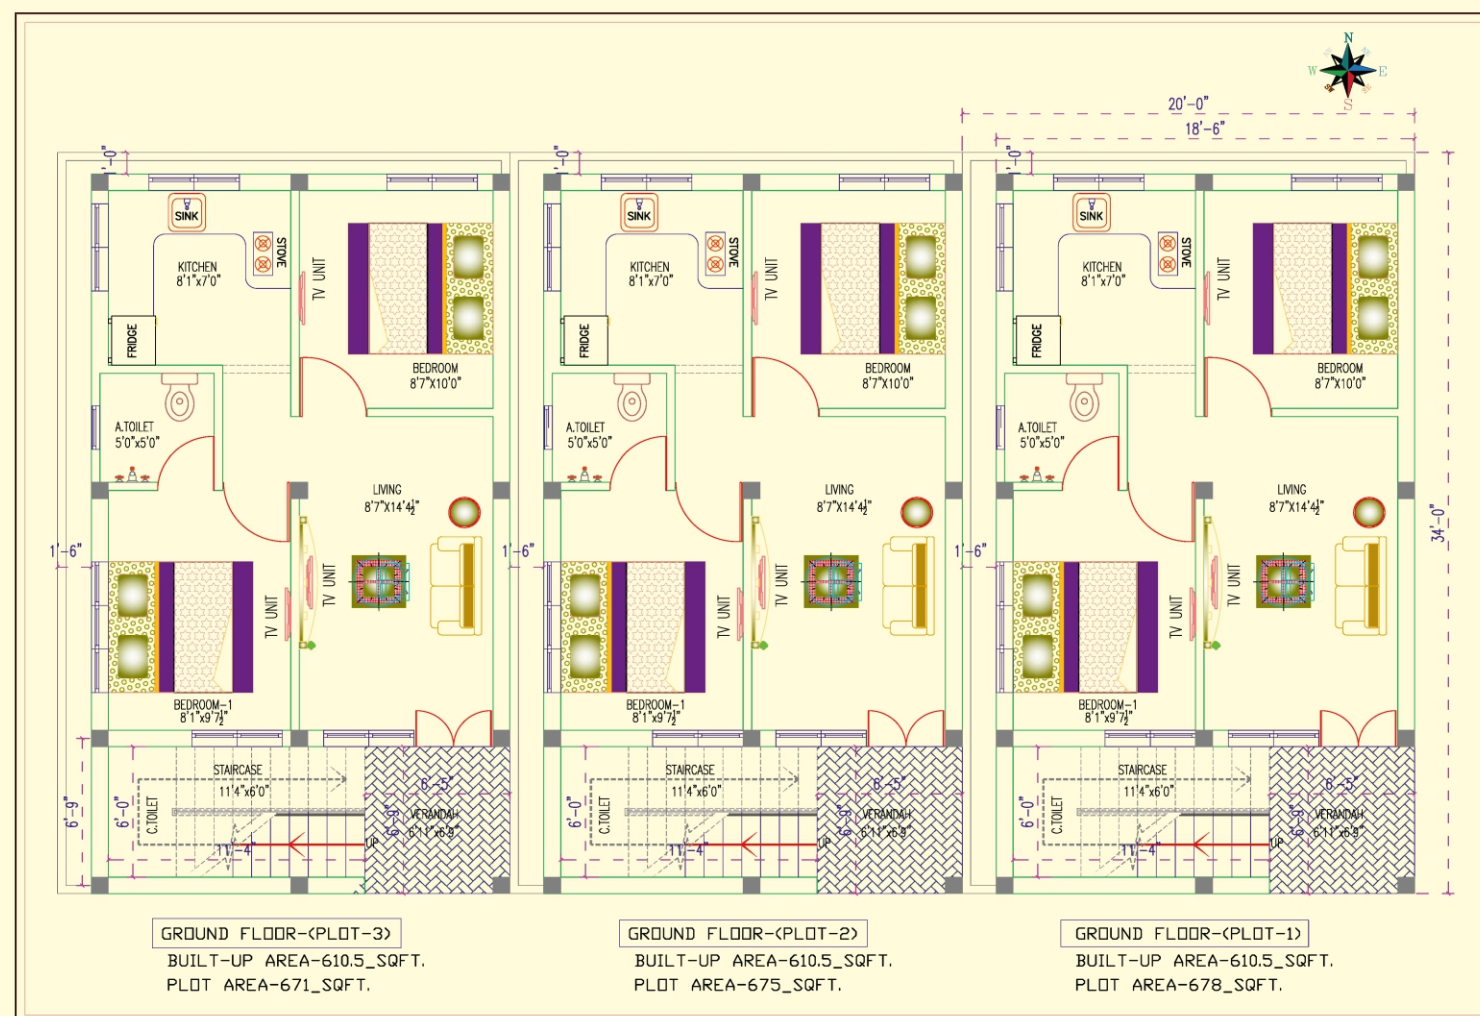 N
W E
S
20'-0"
18'-6"
1'-0"
SINK
STOVE
KITCHEN
8'1"x7'0"
TV UNIT
FRIDGE
BEDROOM
8'7"X10'0"
A.TOILET
5'0"x5'0"
LIVING
8'7"X14'4½"
1'-6"
TV UNIT
TV UNIT
BEDROOM-1
8'1"x9'7½"
6'-9"
6'-0"
STAIRCASE
11'4"x6'0"
C.TOILET
11'-4"
UP
6'-5"
VERANDAH
6'11"x6'9"
6'-9"
GROUND FLOOR-(PLOT-3)
BUILT-UP AREA-610.5_SQFT.
PLOT AREA-671_SQFT.
1'-0"
SINK
STOVE
KITCHEN
8'1"x7'0"
TV UNIT
FRIDGE
BEDROOM
8'7"X10'0"
A.TOILET
5'0"x5'0"
LIVING
8'7"X14'4½"
1'-6"
TV UNIT
TV UNIT
BEDROOM-1
8'1"x9'7½"
6'-0"
STAIRCASE
11'4"x6'0"
C.TOILET
11'-4"
UP
6'-5"
VERANDAH
6'11"x6'9"
6'-9"
GROUND FLOOR-(PLOT-2)
BUILT-UP AREA-610.5_SQFT.
PLOT AREA-675_SQFT.
1'-0"
SINK
STOVE
KITCHEN
8'1"x7'0"
TV UNIT
FRIDGE
BEDROOM
8'7"X10'0"
A.TOILET
5'0"x5'0"
LIVING
8'7"X14'4½"
34'-0"
1'-6"
TV UNIT
TV UNIT
BEDROOM-1
8'1"x9'7½"
6'-0"
STAIRCASE
11'4"x6'0"
C.TOILET
11'-4"
UP
6'-5"
VERANDAH
6'11"x6'9"
6'-9"
GROUND FLOOR-(PLOT-1)
BUILT-UP AREA-610.5_SQFT.
PLOT AREA-678_SQFT.